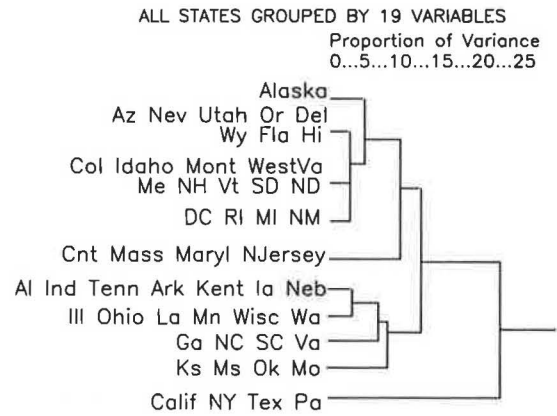 ALL STATES GROUPED BY 19 VARIABLES
Proportion of Variance
0...5...10...15...20...25
Alaska
Az Nev Utah Or Del
Wy Fla Hi
Col Idaho Mont WestVa
Me NH Vt SD ND
DC RI MI NM
Cnt Mass Maryl NJersey
Al Ind Tenn Ark Kent Ia Neb
Ill Ohio La Mn Wisc Wa
Ga NC SC Va
Ks Ms Ok Mo
Calif NY Tex Pa